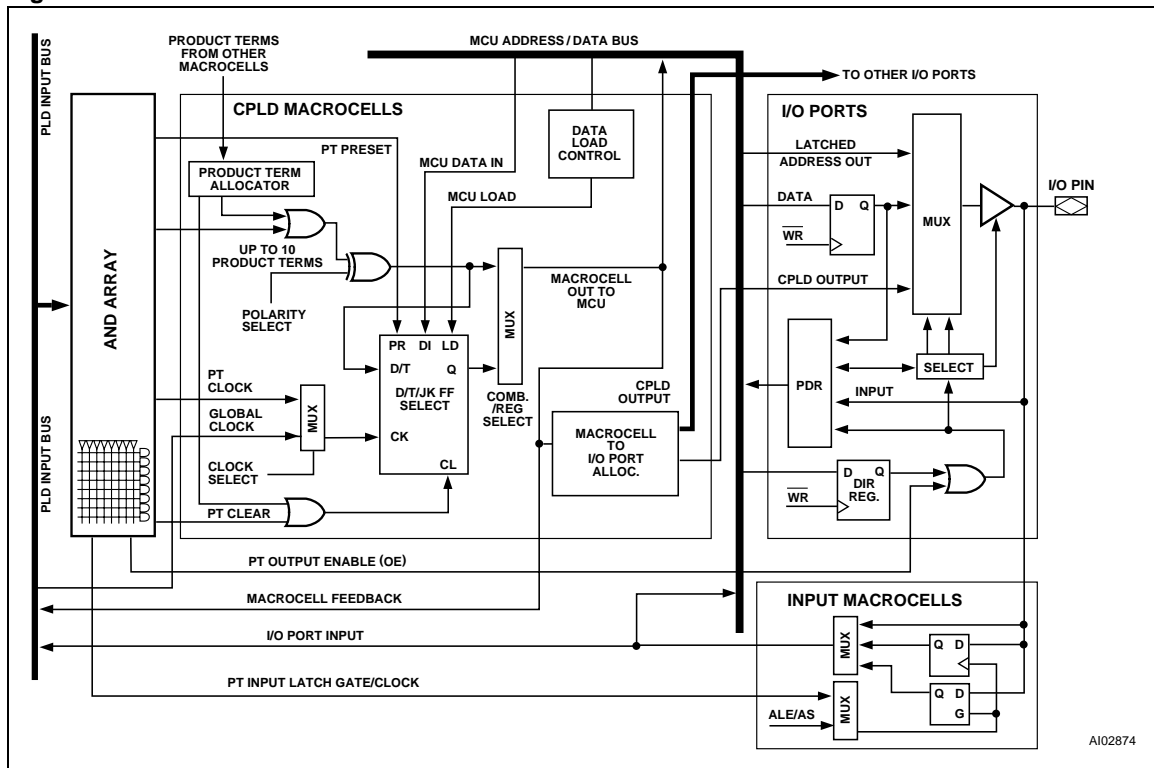 PRODUCT TERMS
FROM OTHER
MACROCELLS
MCU ADDRESS / DATA BUS
TO OTHER I/O PORTS
PLD INPUT BUS
CPLD MACROCELLS
I/O PORTS
PT PRESET
MCU DATA IN
DATA
LOAD
CONTROL
LATCHED
ADDRESS OUT
I/O PIN
PRODUCT TERM
ALLOCATOR
MCU LOAD
DATA
D Q
MUX
WR
UP TO 10
PRODUCT TERMS
MUX
MACROCELL
OUT TO
MCU
CPLD OUTPUT
POLARITY
SELECT
AND ARRAY
PR DI LD
D/T Q
D/T/JK FF
SELECT
CK
CL
COMB.
/REG
SELECT
PDR
SELECT
INPUT
PT
CLOCK
GLOBAL
CLOCK
MUX
CLOCK
SELECT
CPLD
OUTPUT
MACROCELL
TO
I/O PORT
ALLOC.
D Q
DIR
REG.
WR
PLD INPUT BUS
PT CLEAR
PT OUTPUT ENABLE (OE)
MACROCELL FEEDBACK
INPUT MACROCELLS
I/O PORT INPUT
MUX
Q D
PT INPUT LATCH GATE/CLOCK
MUX
Q D
G
ALE/AS
AI02874